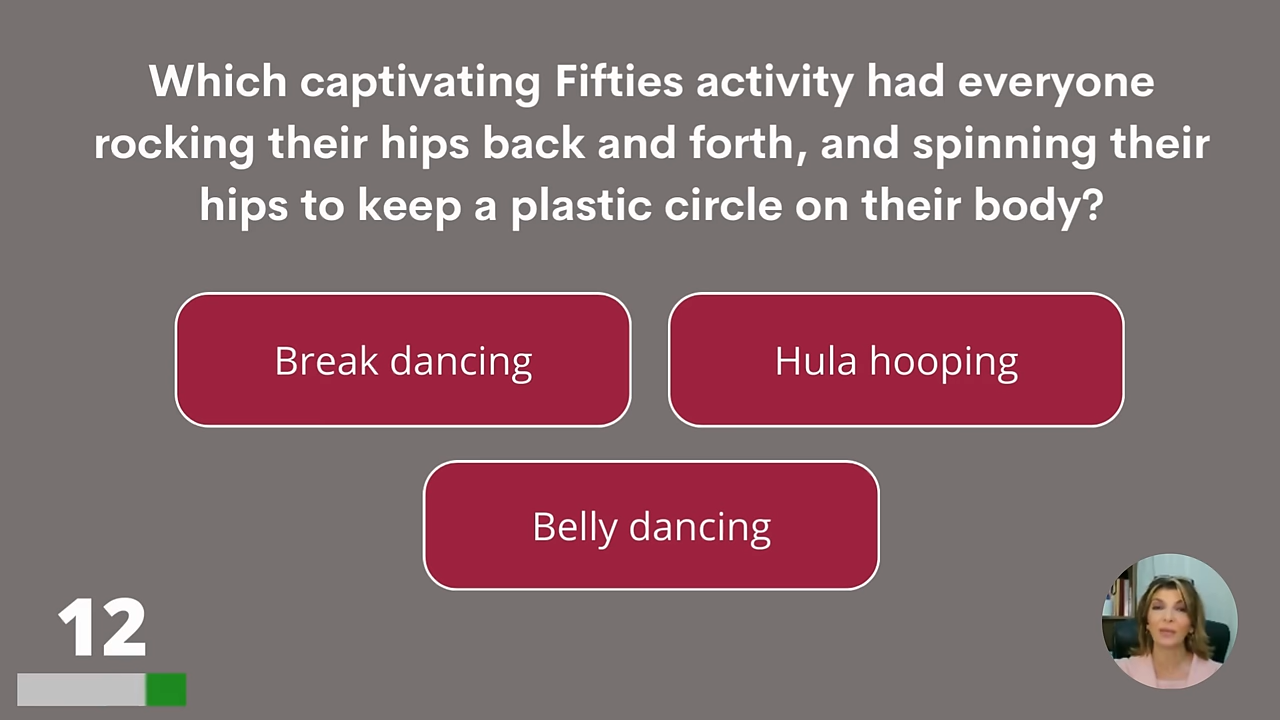 Which captivating Fifties activity had everyone
rocking their hips back and forth, and spinning their
hips to keep a plastic circle on their body?
Break dancing
Hula hooping
Belly dancing
12